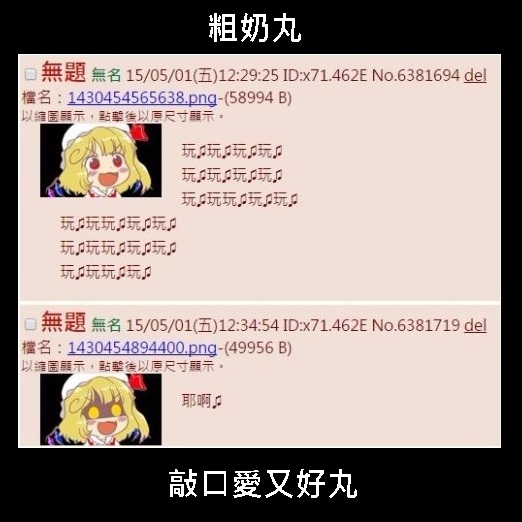 粗奶丸
無題 無名 15/05/01(五)12:29:25 ID:x71.462E No.6381694 del
檔名：1430454565638.png-(58994 B)
以縮圖顯示，點擊後以原尺寸顯示。
玩♫玩♫玩♫玩♫
玩♫玩♫玩♫玩♫
玩♫玩玩♫玩♫玩♫
玩♫玩玩♫玩♫玩♫
玩♫玩玩♫玩♫玩♫
玩♫玩玩♫玩♫
無題 無名 15/05/01(五)12:34:54 ID:x71.462E No.6381719 del
檔名：1430454894400.png-(49956 B)
以縮圖顯示，點擊後以原尺寸顯示。
耶啊♫
敲口愛又好丸